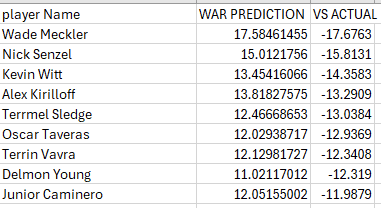 player Name WAR PREDICTION VS ACTUAL
Wade Meckler 17.58461455 -17.6763
Nick Senzel 15.0121756 -15.8131
Kevin Witt 13.45416066 -14.3583
Alex Kirilloff 13.81827575 -13.2909
Terrmel Sledge 12.46668653 -13.0384
Oscar Taveras 12.02938717 -12.9369
Terrin Vavra 12.12981727 -12.3408
Delmon Young 11.02117012 -12.319
Junior Caminero 12.05155002 -11.9879